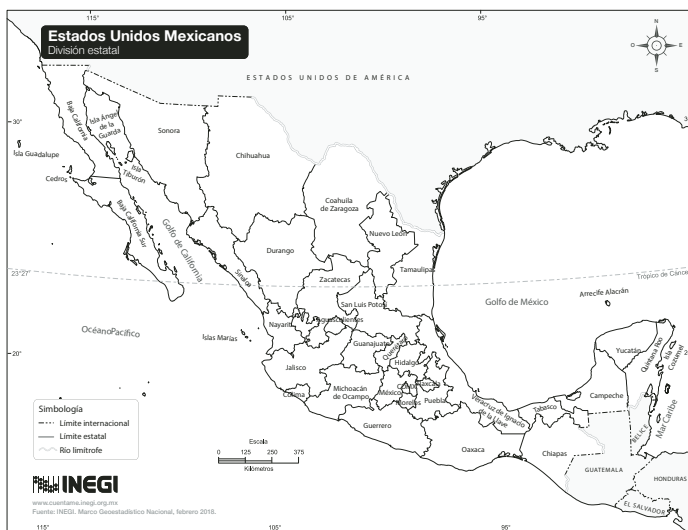 115°
105°
95°
Estados Unidos Mexicanos
División estatal
N
O
E
S
ESTADOS UNIDOS DE AMÉRICA
30°
Baja California
Isla Ángel
de la
Guarda
Sonora
Chihuahua
Isla Guadalupe
Isla
Tiburón
Cedros
Coahuila
de Zaragoza
Baja California Sur
Golfo de California
Nuevo León
Durango
Sinaloa
Tamaulipas
23°27'
Trópico de Cáncer
Zacatecas
Golfo de México
Arrecife Alacrán
San Luis Potosí
Nayarit
Aguascalientes
OcéanoPacífico
Islas Marías
Guanajuato
Querétaro
Hidalgo
20°
Yucatán
Quintana Roo
Isla
Cozumel
Jalisco
Colima
Michoacán
de Ocampo
México
CDMX
Tlaxcala
Morelos
Puebla
Veracruz de Ignacio
de la Llave
Tabasco
Campeche
Mar Caribe
BELICE
Guerrero
Oaxaca
Chiapas
GUATEMALA
HONDURAS
EL SALVADOR
Simbología
Límite internacional
Límite estatal
Río limítrofe
Escala
0 125 250 375
Kilómetros
INEGI
www.cuentame.inegi.org.mx
Fuente: INEGI. Marco Geoestadístico Nacional, febrero 2018.
115°
105°
95°